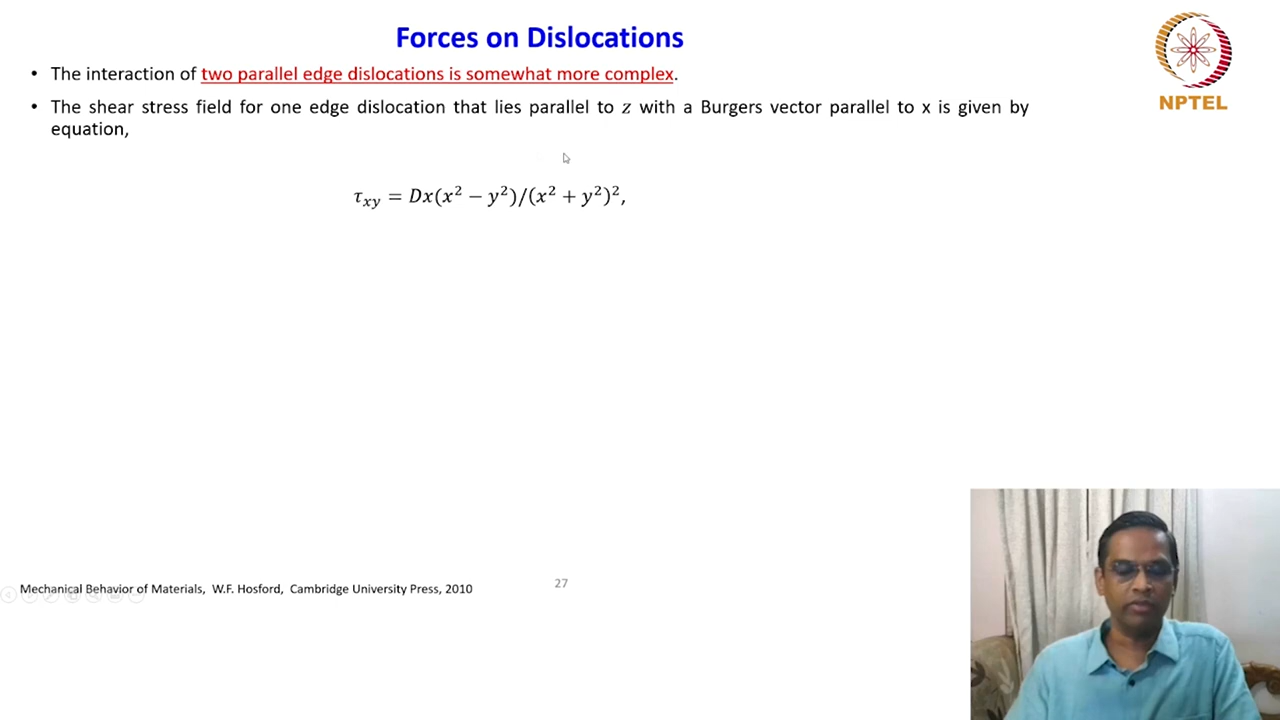 Forces on Dislocations
• The interaction of two parallel edge dislocations is somewhat more complex.
• The shear stress field for one edge dislocation that lies parallel to z with a Burgers vector parallel to x is given by
equation,
τxy = Dx(x² − y²)/(x² + y²)²,
NPTEL
Mechanical Behavior of Materials, W.F. Hosford, Cambridge University Press, 2010
27